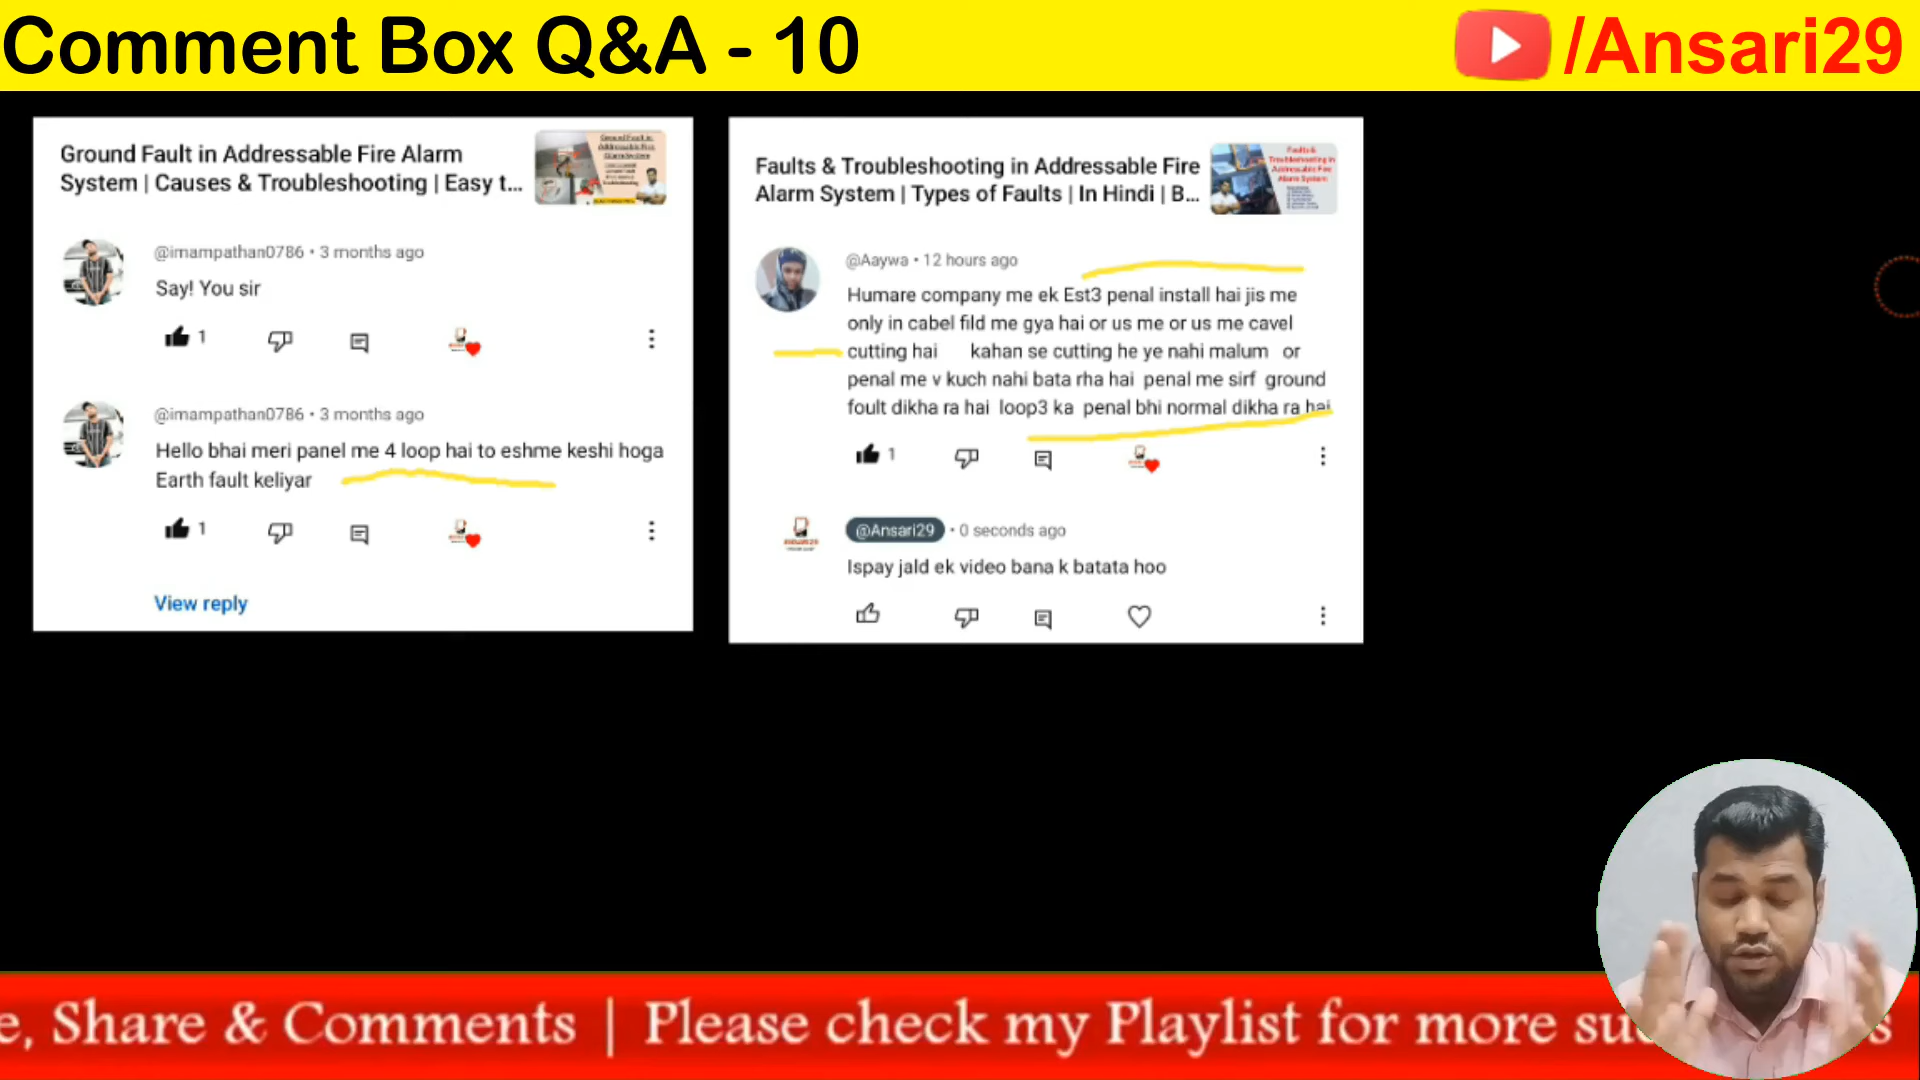 Comment Box Q&A - 10
/Ansari29
Ground Fault in Addressable Fire Alarm
System | Causes & Troubleshooting | Easy t...
@imampathan0786 • 3 months ago
Say! You sir
1
@imampathan0786 • 3 months ago
Hello bhai meri panel me 4 loop hai to eshme keshi hoga
Earth fault keliyar
1
View reply
Faults & Troubleshooting in Addressable Fire
Alarm System | Types of Faults | In Hindi | B...
Faults &
Troubleshooting in
Addressable Fire
Alarm System
@Aaywa • 12 hours ago
Humare company me ek Est3 penal install hai jis me
only in cabel fild me gya hai or us me or us me cavel
cutting hai kahan se cutting he ye nahi malum or
penal me v kuch nahi bata rha hai penal me sirf ground
foult dikha ra hai loop3 ka penal bhi normal dikha ra hai
1
@Ansari29 • 0 seconds ago
Ispay jald ek video bana k batata hoo
e, Share & Comments | Please check my Playlist for more su